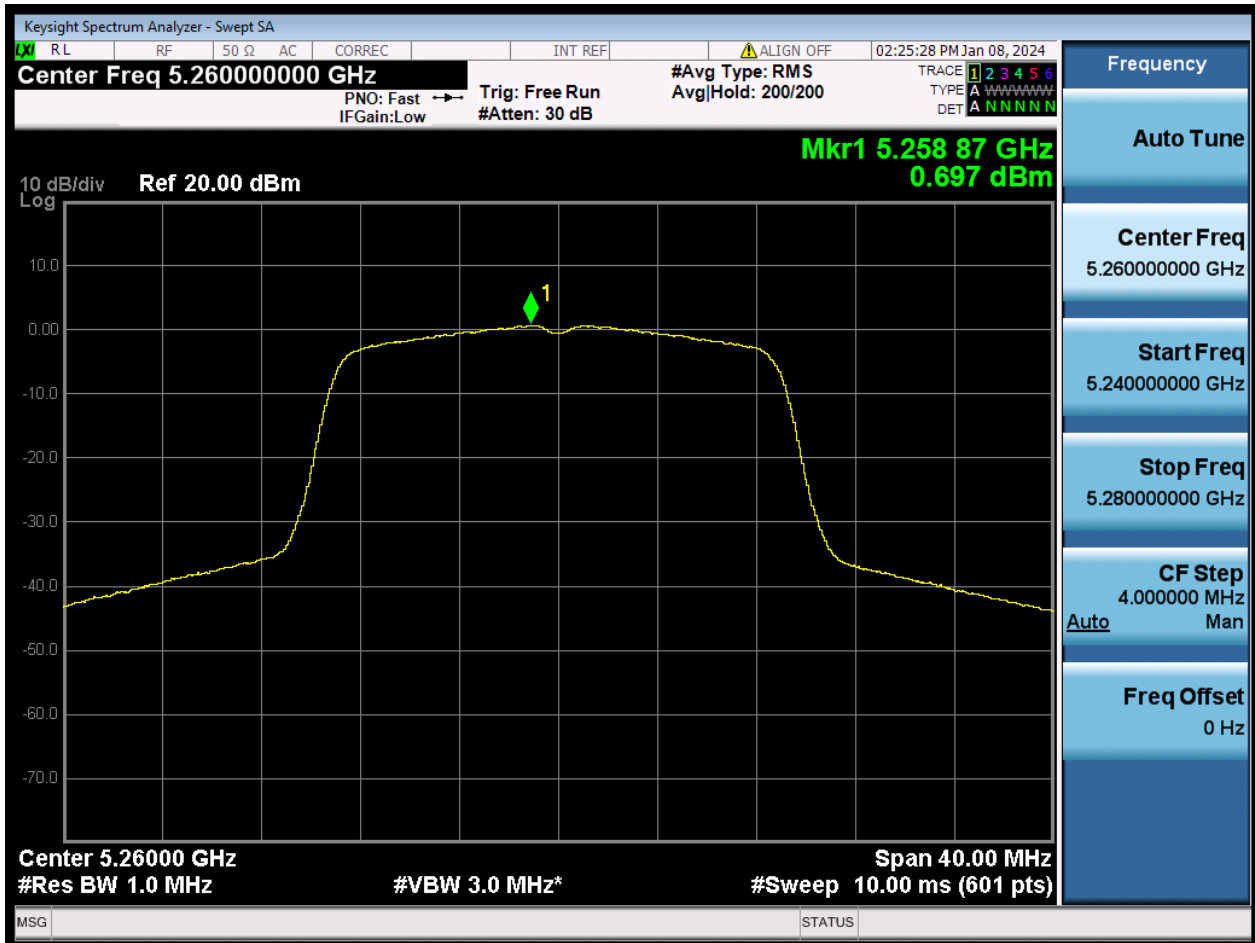 Keysight Spectrum Analyzer - Swept SA
LXI RL RF 50 Ω AC CORREC INT REF ALIGN OFF 02:25:28 PM Jan 08, 2024
Center Freq 5.260000000 GHz
PNO: Fast
IFGain:Low
Trig: Free Run
#Atten: 30 dB
#Avg Type: RMS
Avg|Hold: 200/200
TRACE 1 2 3 4 5 6
TYPE A WWWWW
DET A N N N N N
Mkr1 5.258 87 GHz
0.697 dBm
10 dB/div Ref 20.00 dBm
Log
10.0
0.00
-10.0
-20.0
-30.0
-40.0
-50.0
-60.0
-70.0
1
Center 5.26000 GHz Span 40.00 MHz
#Res BW 1.0 MHz #VBW 3.0 MHz* #Sweep 10.00 ms (601 pts)
Frequency
Auto Tune
Center Freq
5.260000000 GHz
Start Freq
5.240000000 GHz
Stop Freq
5.280000000 GHz
CF Step
4.000000 MHz
Auto Man
Freq Offset
0 Hz
MSG STATUS